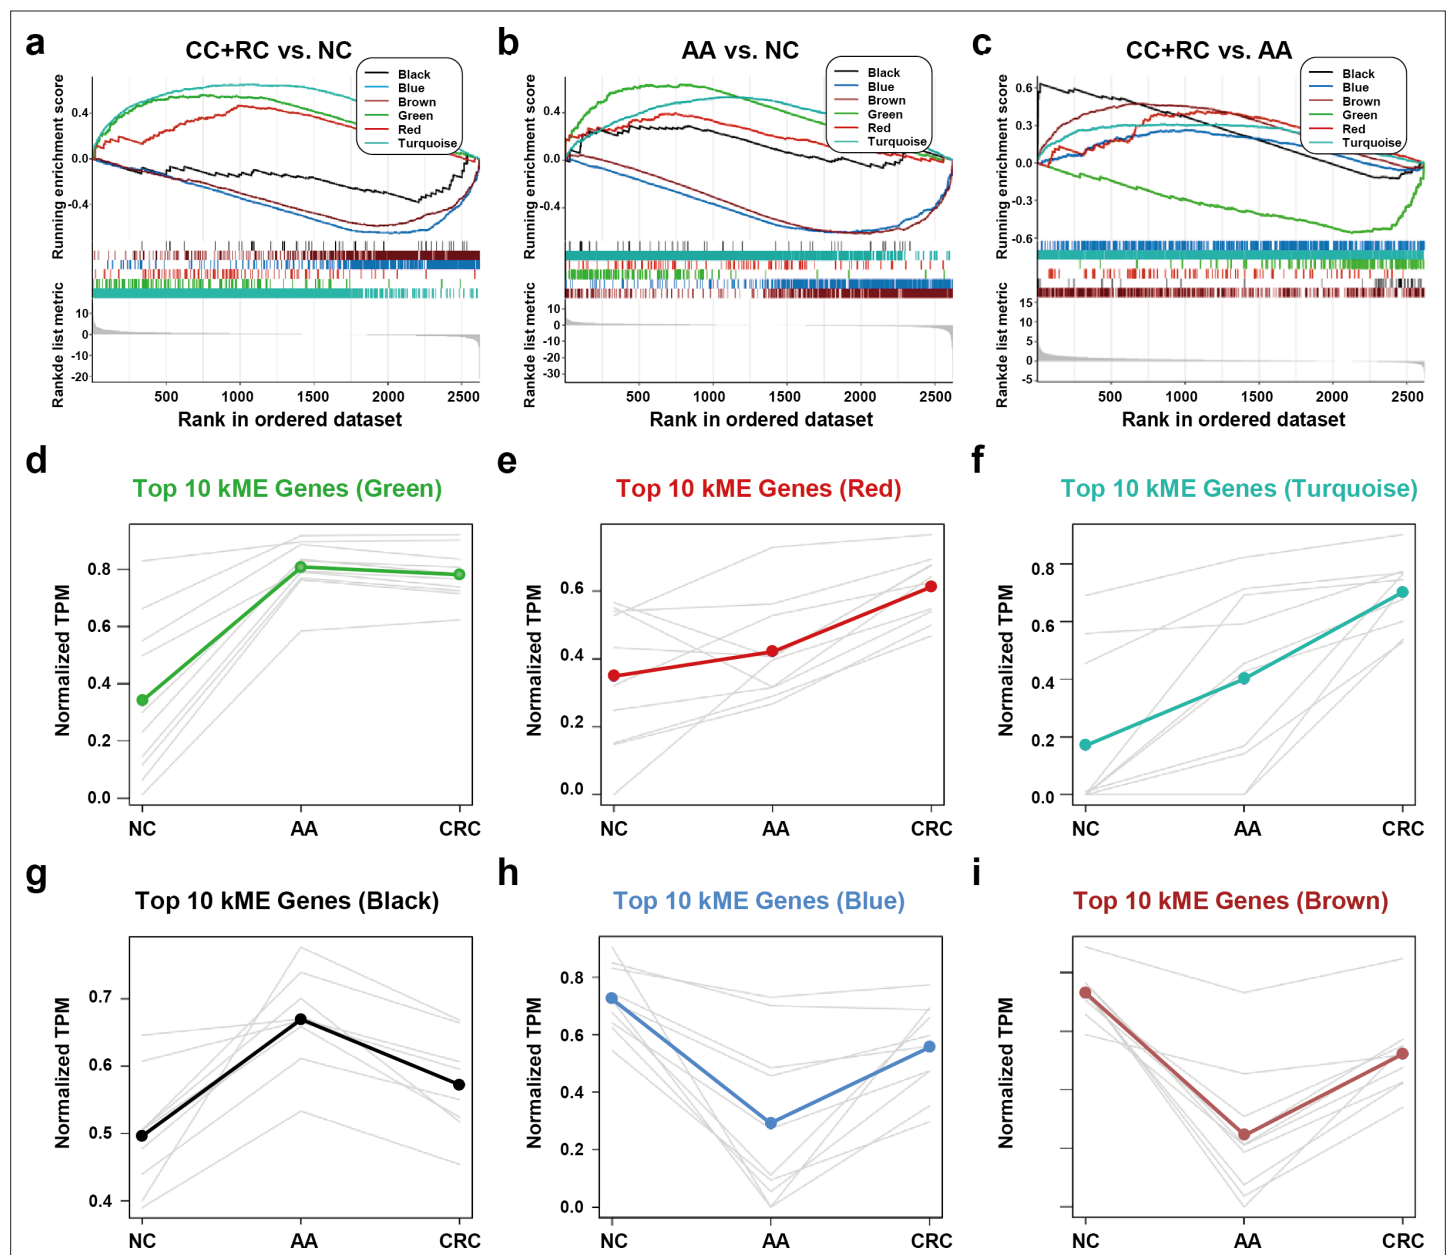 a
CC+RC vs. NC
Running enrichment score
0.4
0.0
-0.4
Black
Blue
Brown
Green
Red
Turquoise
Rankde list metric
10
0
-10
-20
500
1000
1500
2000
2500
Rank in ordered dataset
b
AA vs. NC
Running enrichment score
0.4
0.0
-0.4
Black
Blue
Brown
Green
Red
Turquoise
Rankde list metric
10
0
-10
-20
-30
500
1000
1500
2000
2500
Rank in ordered dataset
c
CC+RC vs. AA
Running enrichment score
0.6
0.3
0.0
-0.3
-0.6
Black
Blue
Brown
Green
Red
Turquoise
Rankde list metric
15
10
5
0
-5
500
1000
1500
2000
2500
Rank in ordered dataset
d
Top 10 kME Genes (Green)
Normalized TPM
0.8
0.6
0.4
0.2
0.0
NC
AA
CRC
e
Top 10 kME Genes (Red)
Normalized TPM
0.6
0.4
0.2
0.0
NC
AA
CRC
f
Top 10 kME Genes (Turquoise)
Normalized TPM
0.8
0.6
0.4
0.2
0.0
NC
AA
CRC
g
Top 10 kME Genes (Black)
Normalized TPM
0.7
0.6
0.5
0.4
NC
AA
CRC
h
Top 10 kME Genes (Blue)
Normalized TPM
0.8
0.6
0.4
0.2
0.0
NC
AA
CRC
i
Top 10 kME Genes (Brown)
Normalized TPM
NC
AA
CRC